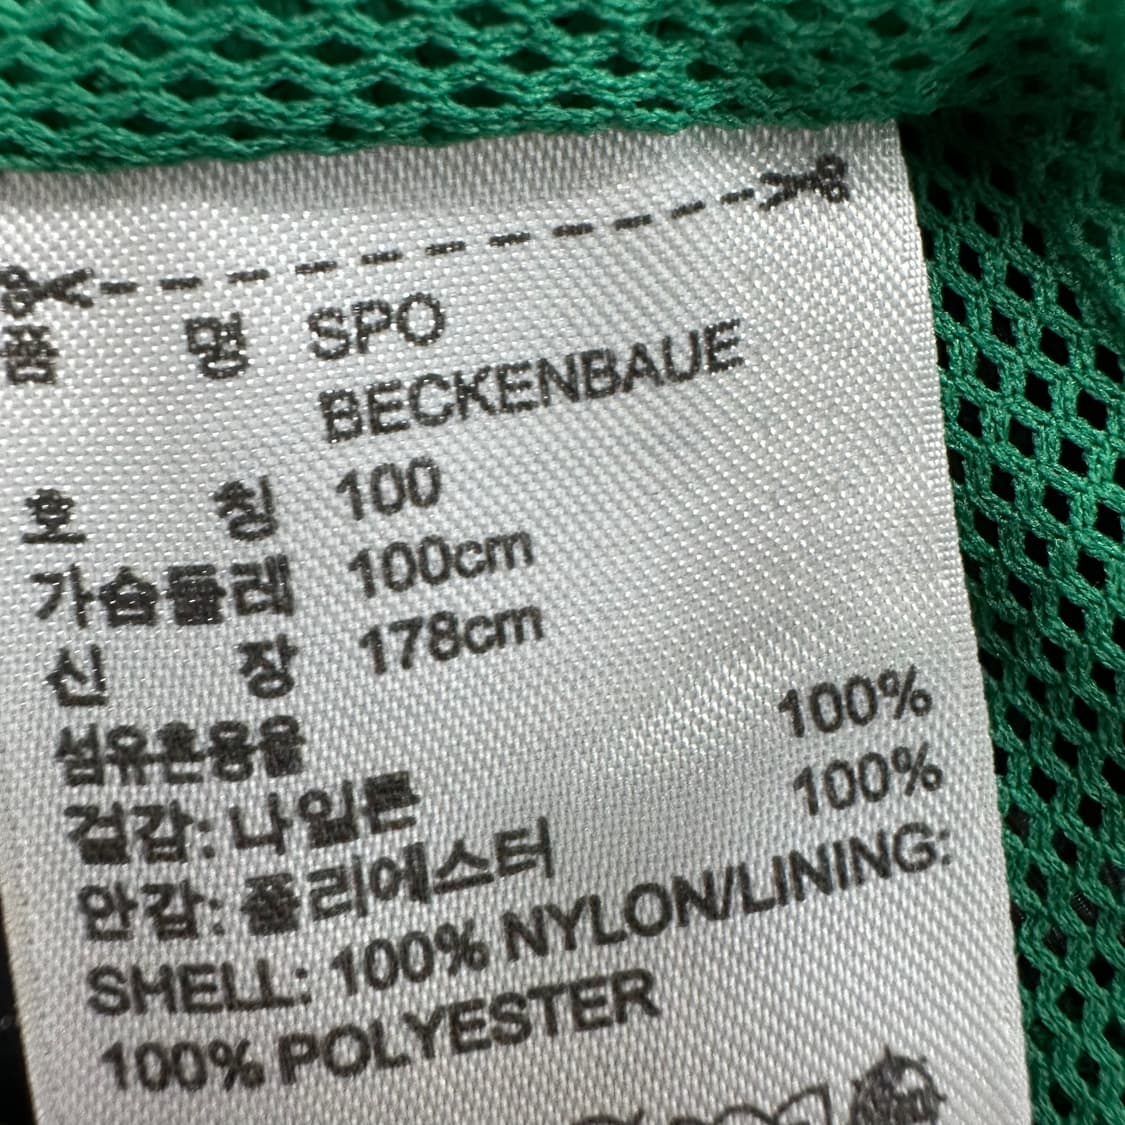 품 명 SPO
BECKENBAUE
호 칭 100
가슴둘레 100cm
신 장 178cm
섬유혼용율
겉감: 나일론 100%
안감: 폴리에스터 100%
SHELL: 100% NYLON/LINING:
100% POLYESTER